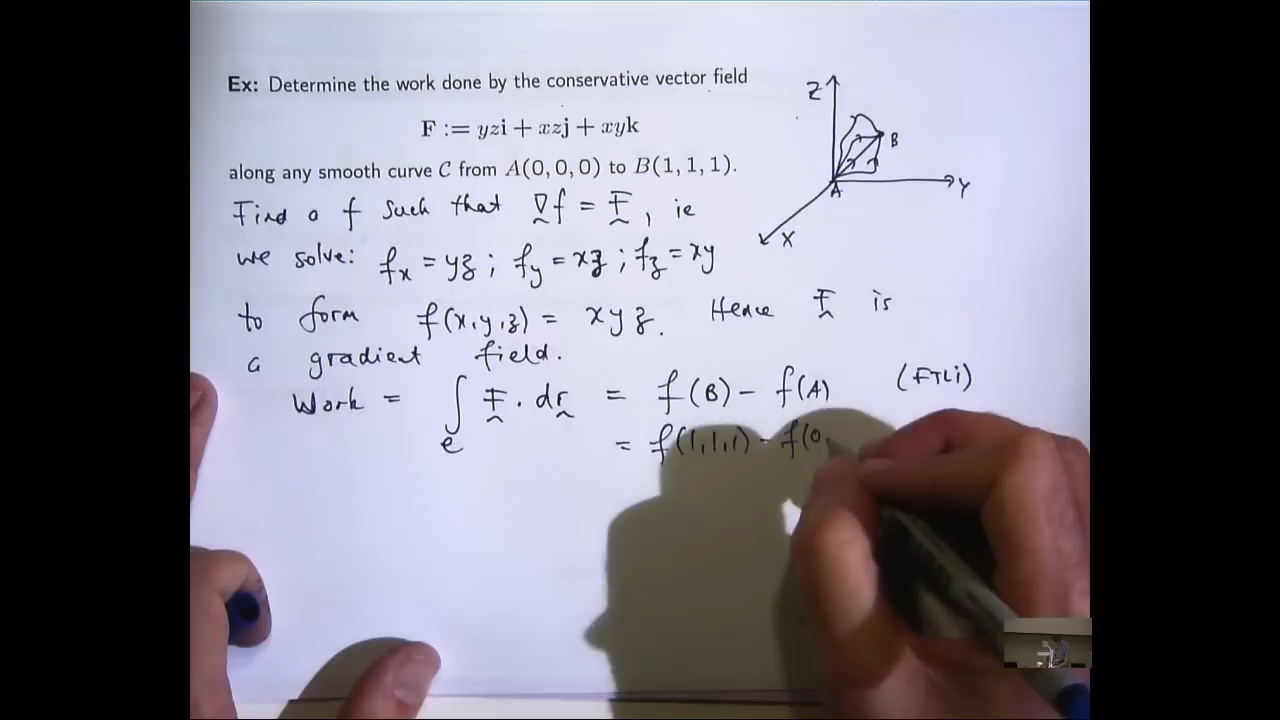 Ex: Determine the work done by the conservative vector field
F := yzi + xzj + xyk
along any smooth curve C from A(0, 0, 0) to B(1, 1, 1).
Z
B
A
Y
X
Find a f such that ∇f = F, ie
we solve: fx = yz ; fy = xz ; fz = xy
to form f(x,y,z) = xyz. Hence F is
a gradient field.
Work = ∫C F · dr = f(B) - f(A) (FTLi)
= f(1,1,1) - f(0,